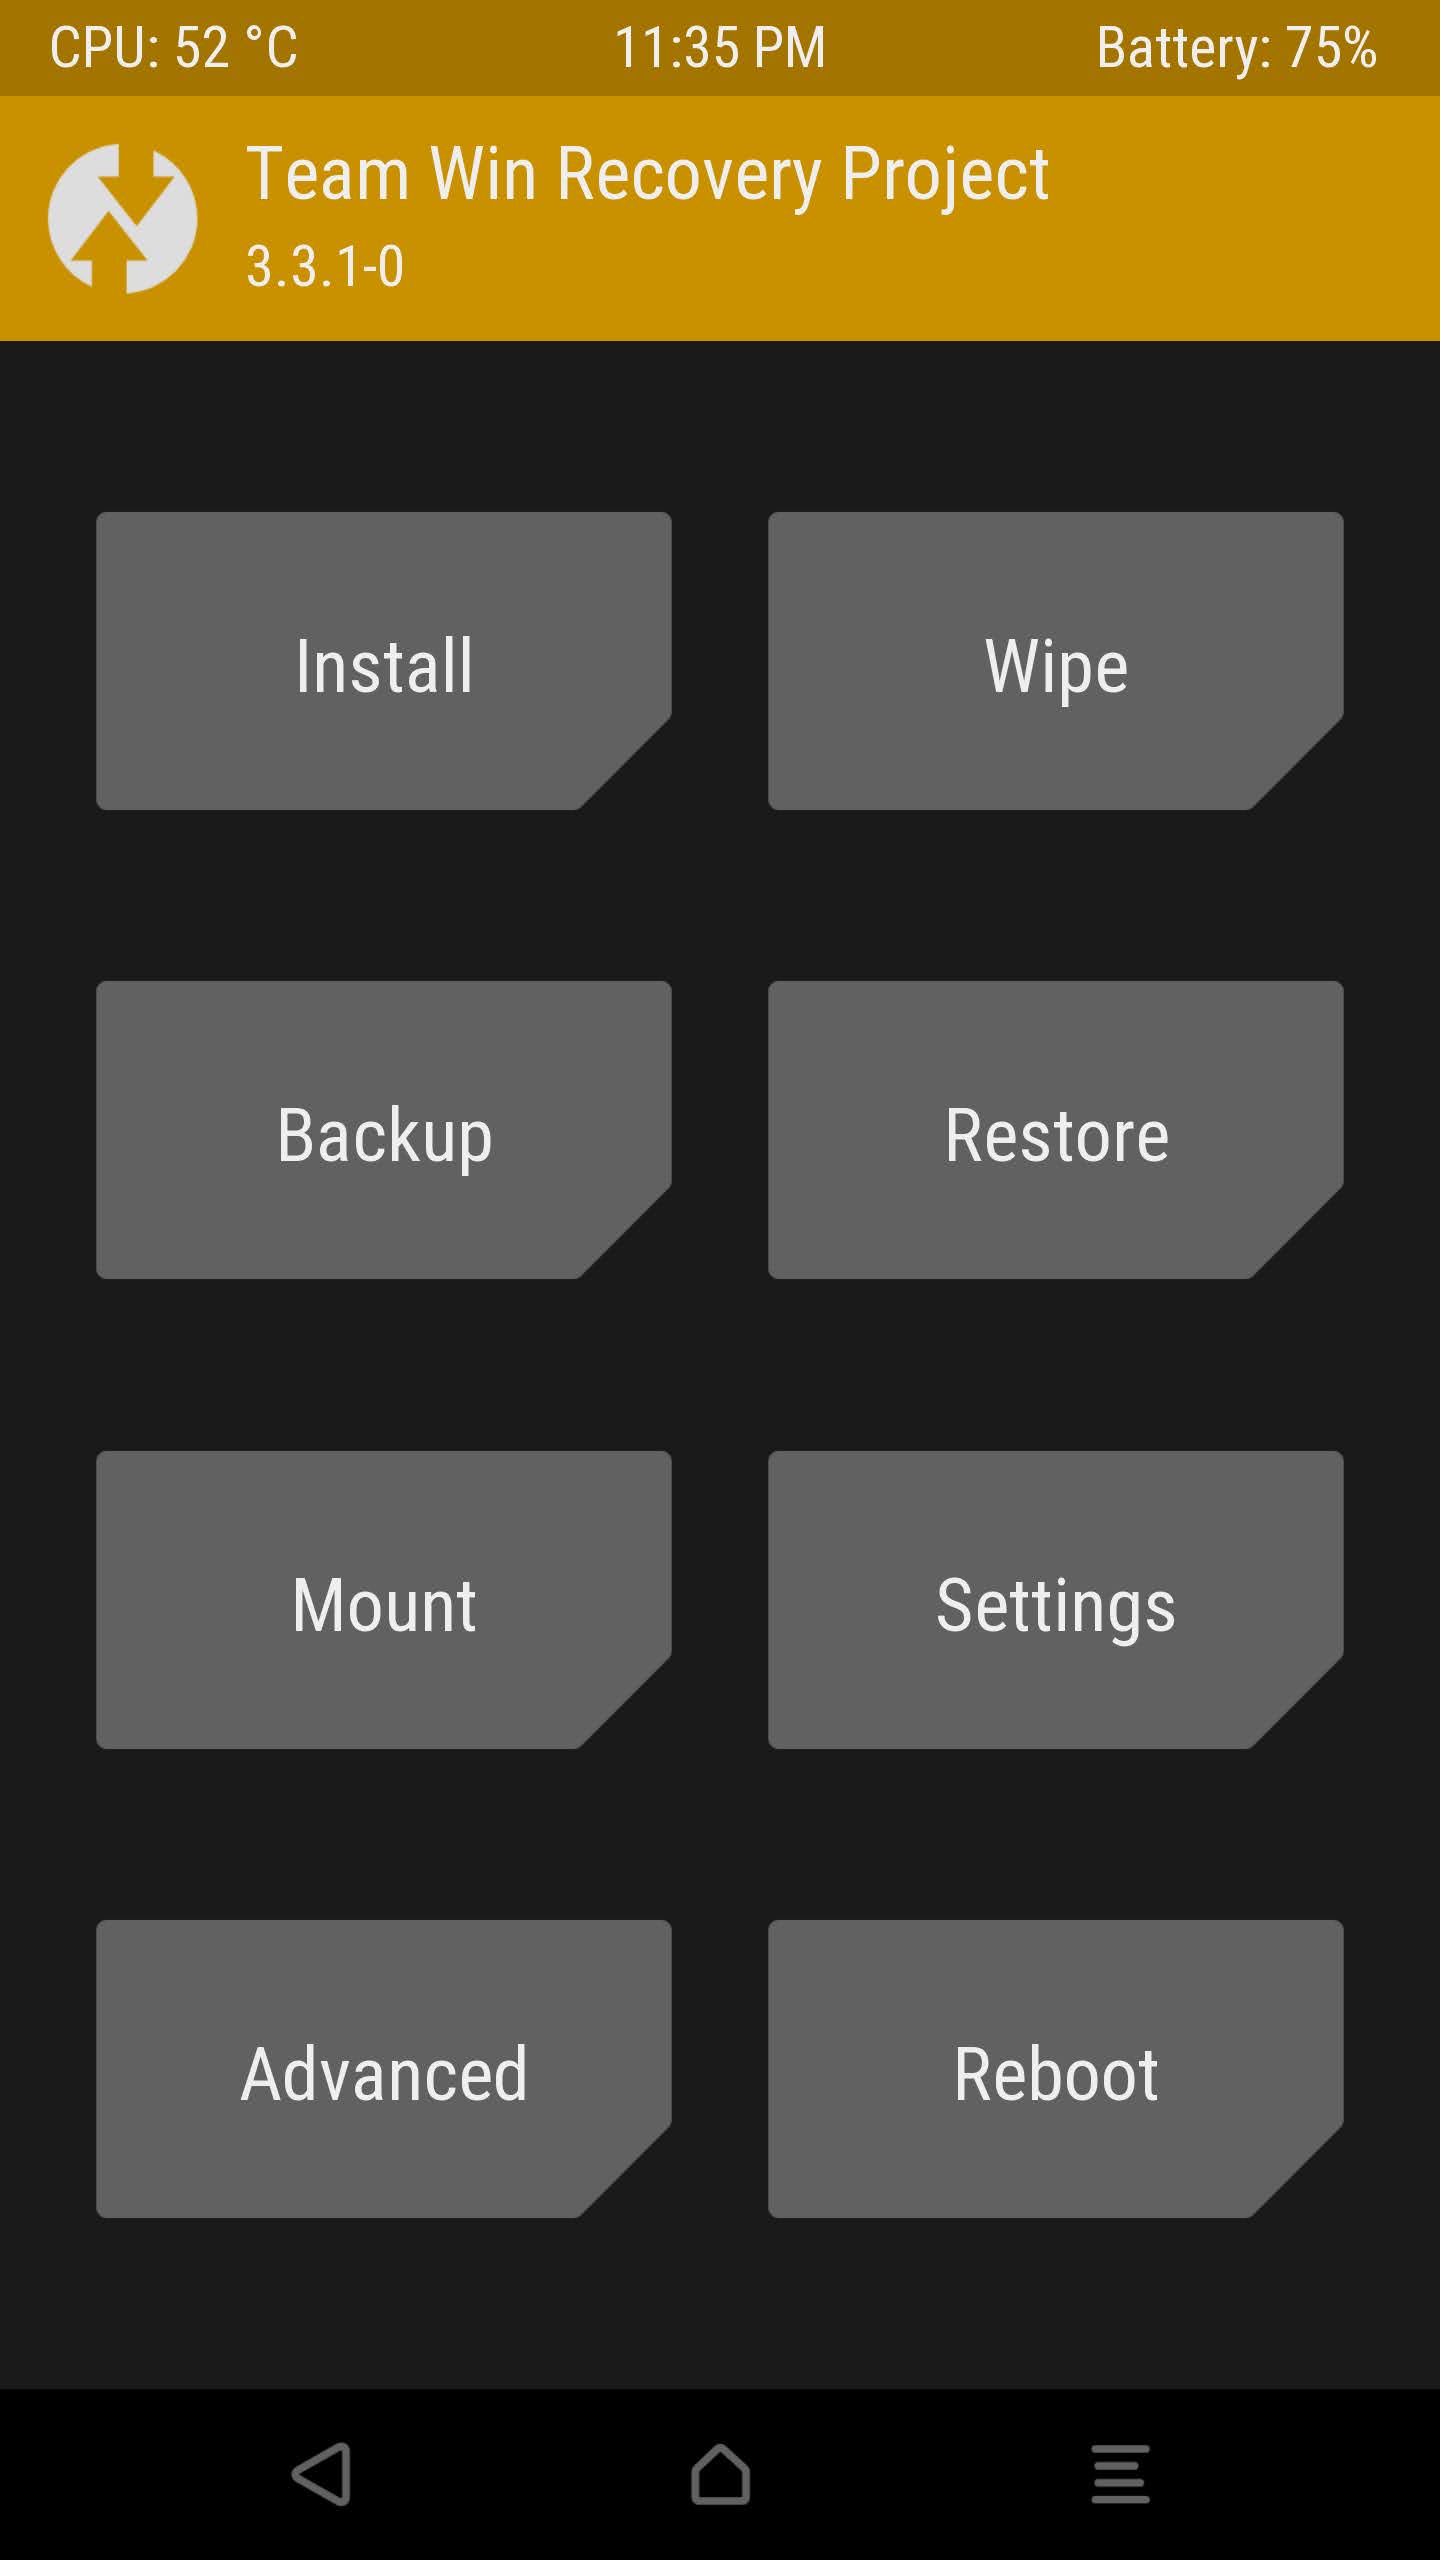 CPU: 52 °C 11:35 PM Battery: 75%
Team Win Recovery Project
3.3.1-0
Install Wipe
Backup Restore
Mount Settings
Advanced Reboot